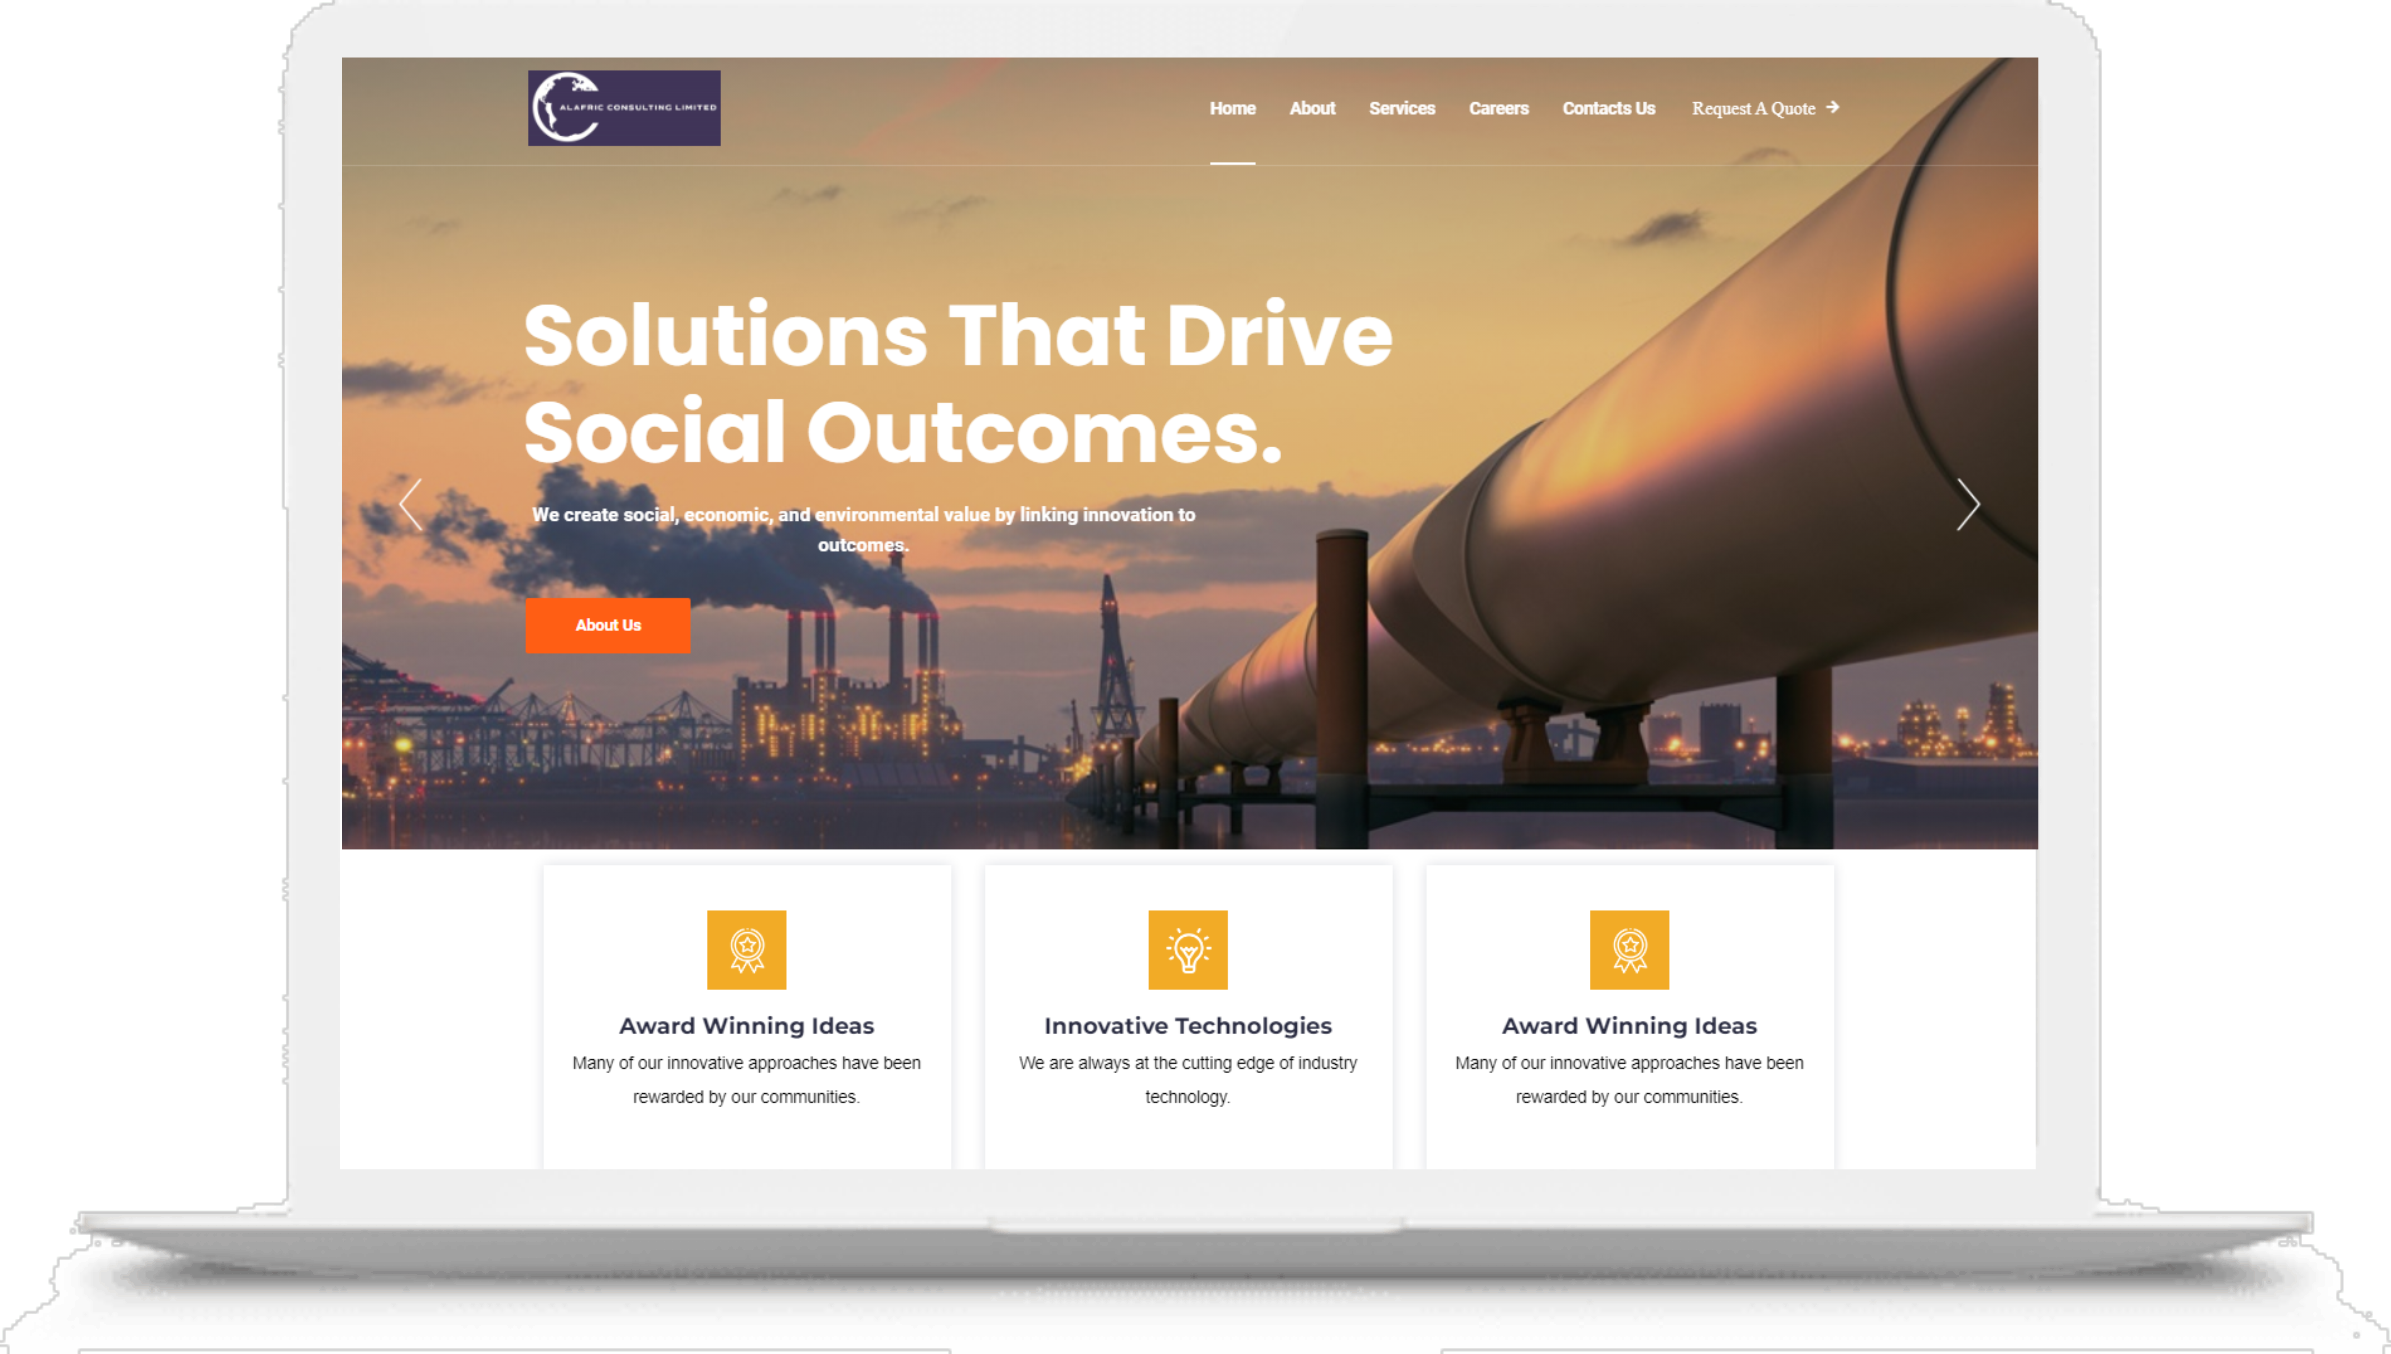 ALAFRIC CONSULTING LIMITED
Home About Services Careers Contacts Us Request A Quote →
Solutions That Drive
Social Outcomes.
We create social, economic, and environmental value by linking innovation to
outcomes.
About Us
Award Winning Ideas
Many of our innovative approaches have been
rewarded by our communities.
Innovative Technologies
We are always at the cutting edge of industry
technology.
Award Winning Ideas
Many of our innovative approaches have been
rewarded by our communities.